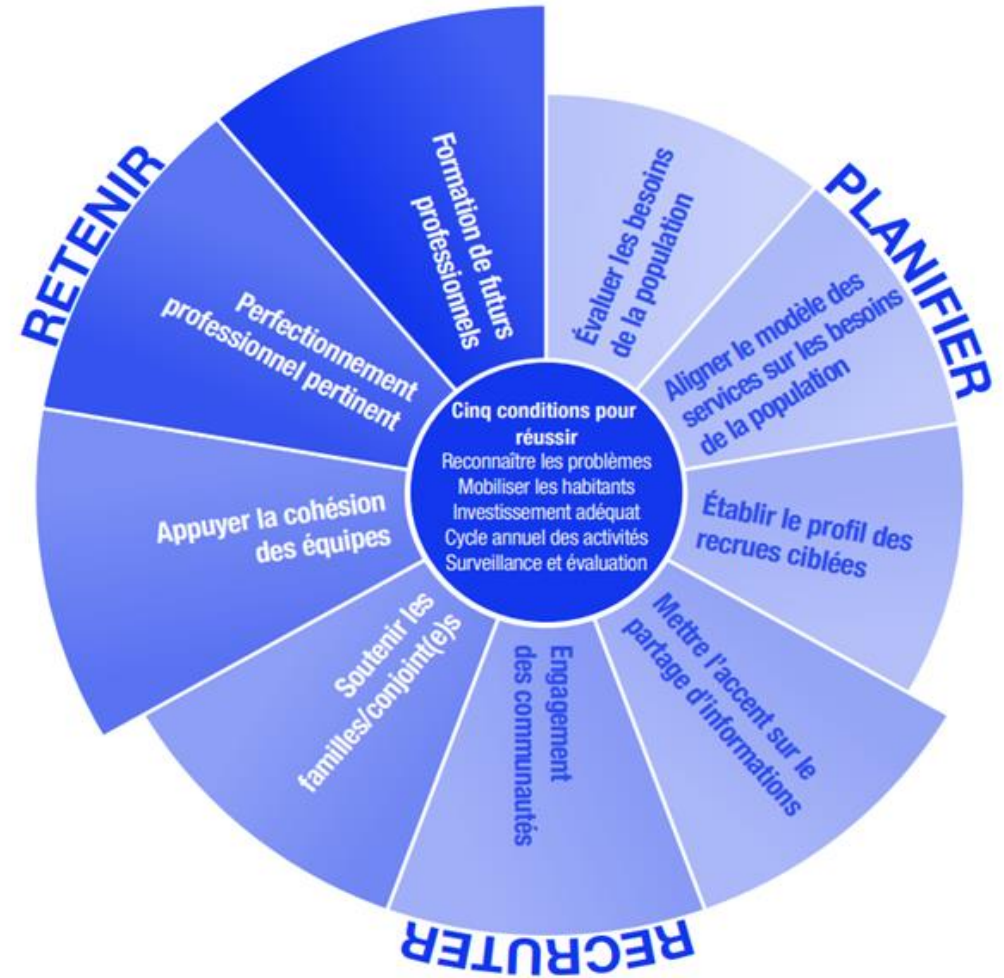 PLANIFIER
Évaluer les besoins
de la population
Aligner le modèle des
services sur les besoins
de la population
Établir le profil des
recrues ciblées
RECRUTER
Mettre l'accent sur le
partage d'informations
Engagement
des communautés
Soutenir les
familles/conjoint(e)s
RETENIR
Appuyer la cohésion
des équipes
Perfectionnement
professionnel pertinent
Formation de futurs
professionnels
Cinq conditions pour
réussir
Reconnaître les problèmes
Mobiliser les habitants
Investissement adéquat
Cycle annuel des activités
Surveillance et évaluation